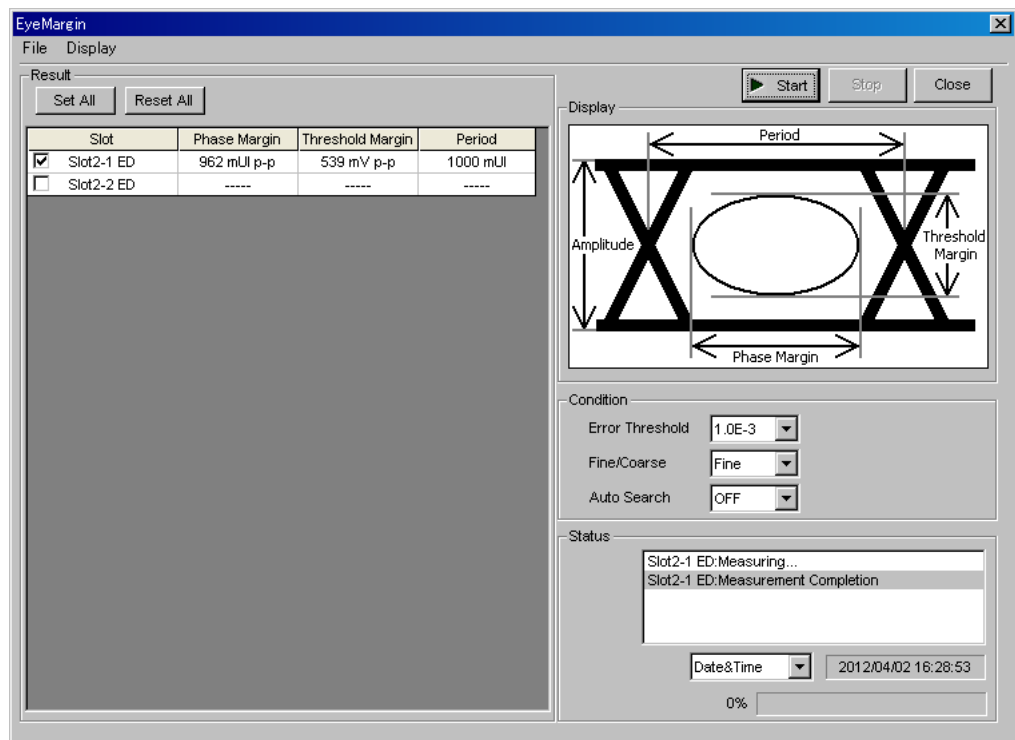 EyeMargin
File Display
Result
Set All Reset All
Slot Phase Margin Threshold Margin Period
Slot2-1 ED 962 mUI p-p 539 mV p-p 1000 mUI
Slot2-2 ED ----- ----- -----
Start Stop Close
Display
Period
Amplitude
Threshold
Margin
Phase Margin
Condition
Error Threshold 1.0E-3
Fine/Coarse Fine
Auto Search OFF
Status
Slot2-1 ED:Measuring...
Slot2-1 ED:Measurement Completion
Date&Time 2012/04/02 16:28:53
0%